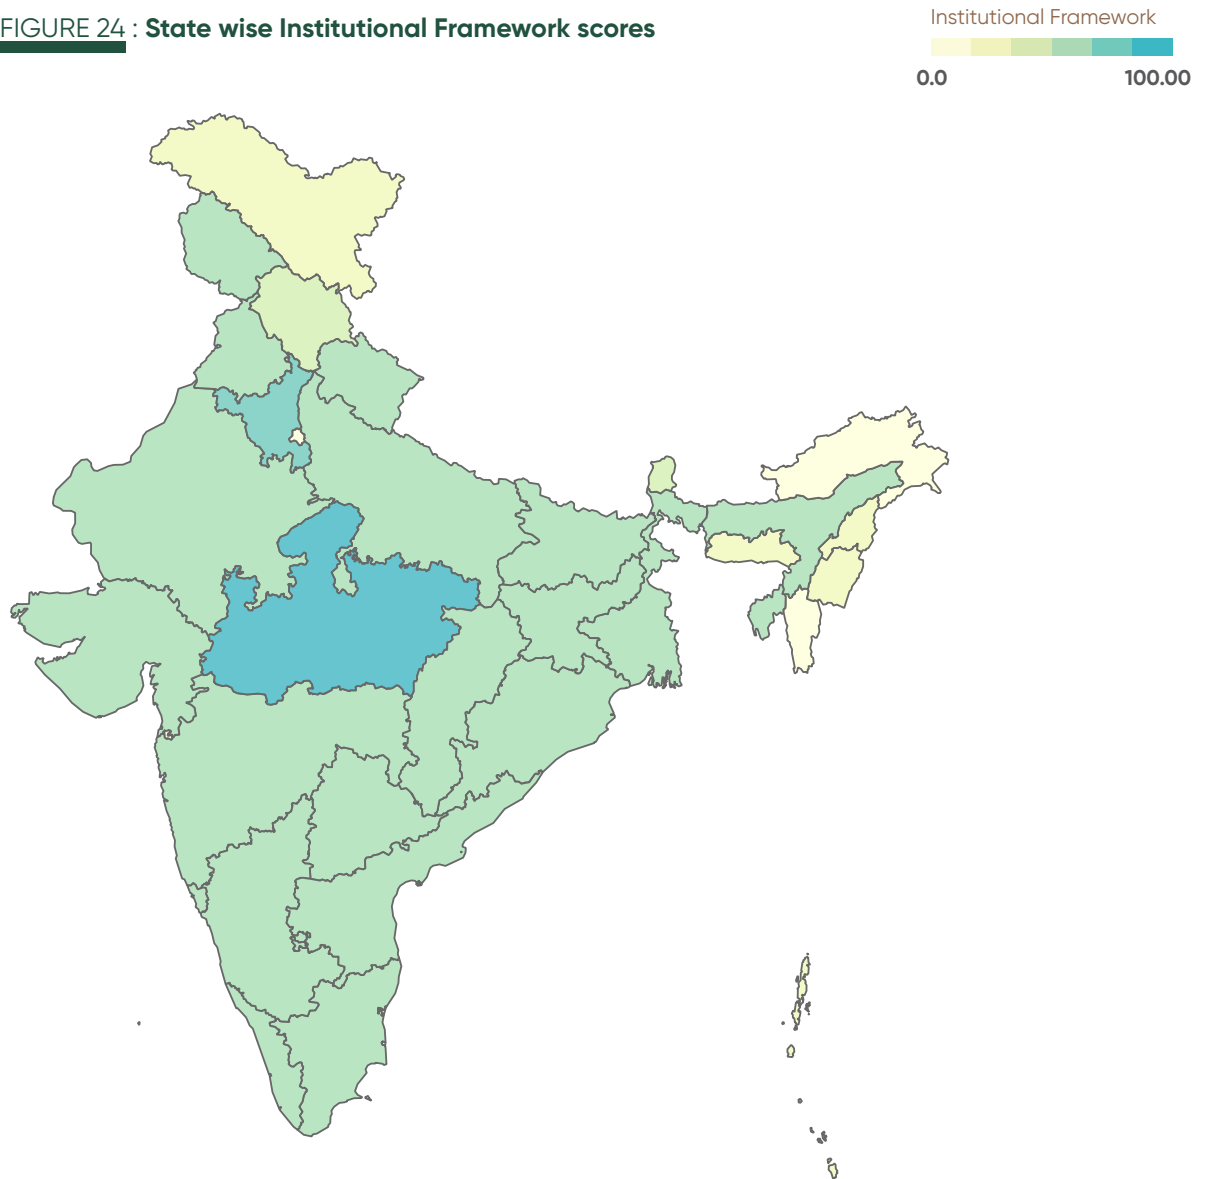 FIGURE 24 : State wise Institutional Framework scores
Institutional Framework
0.0 100.00